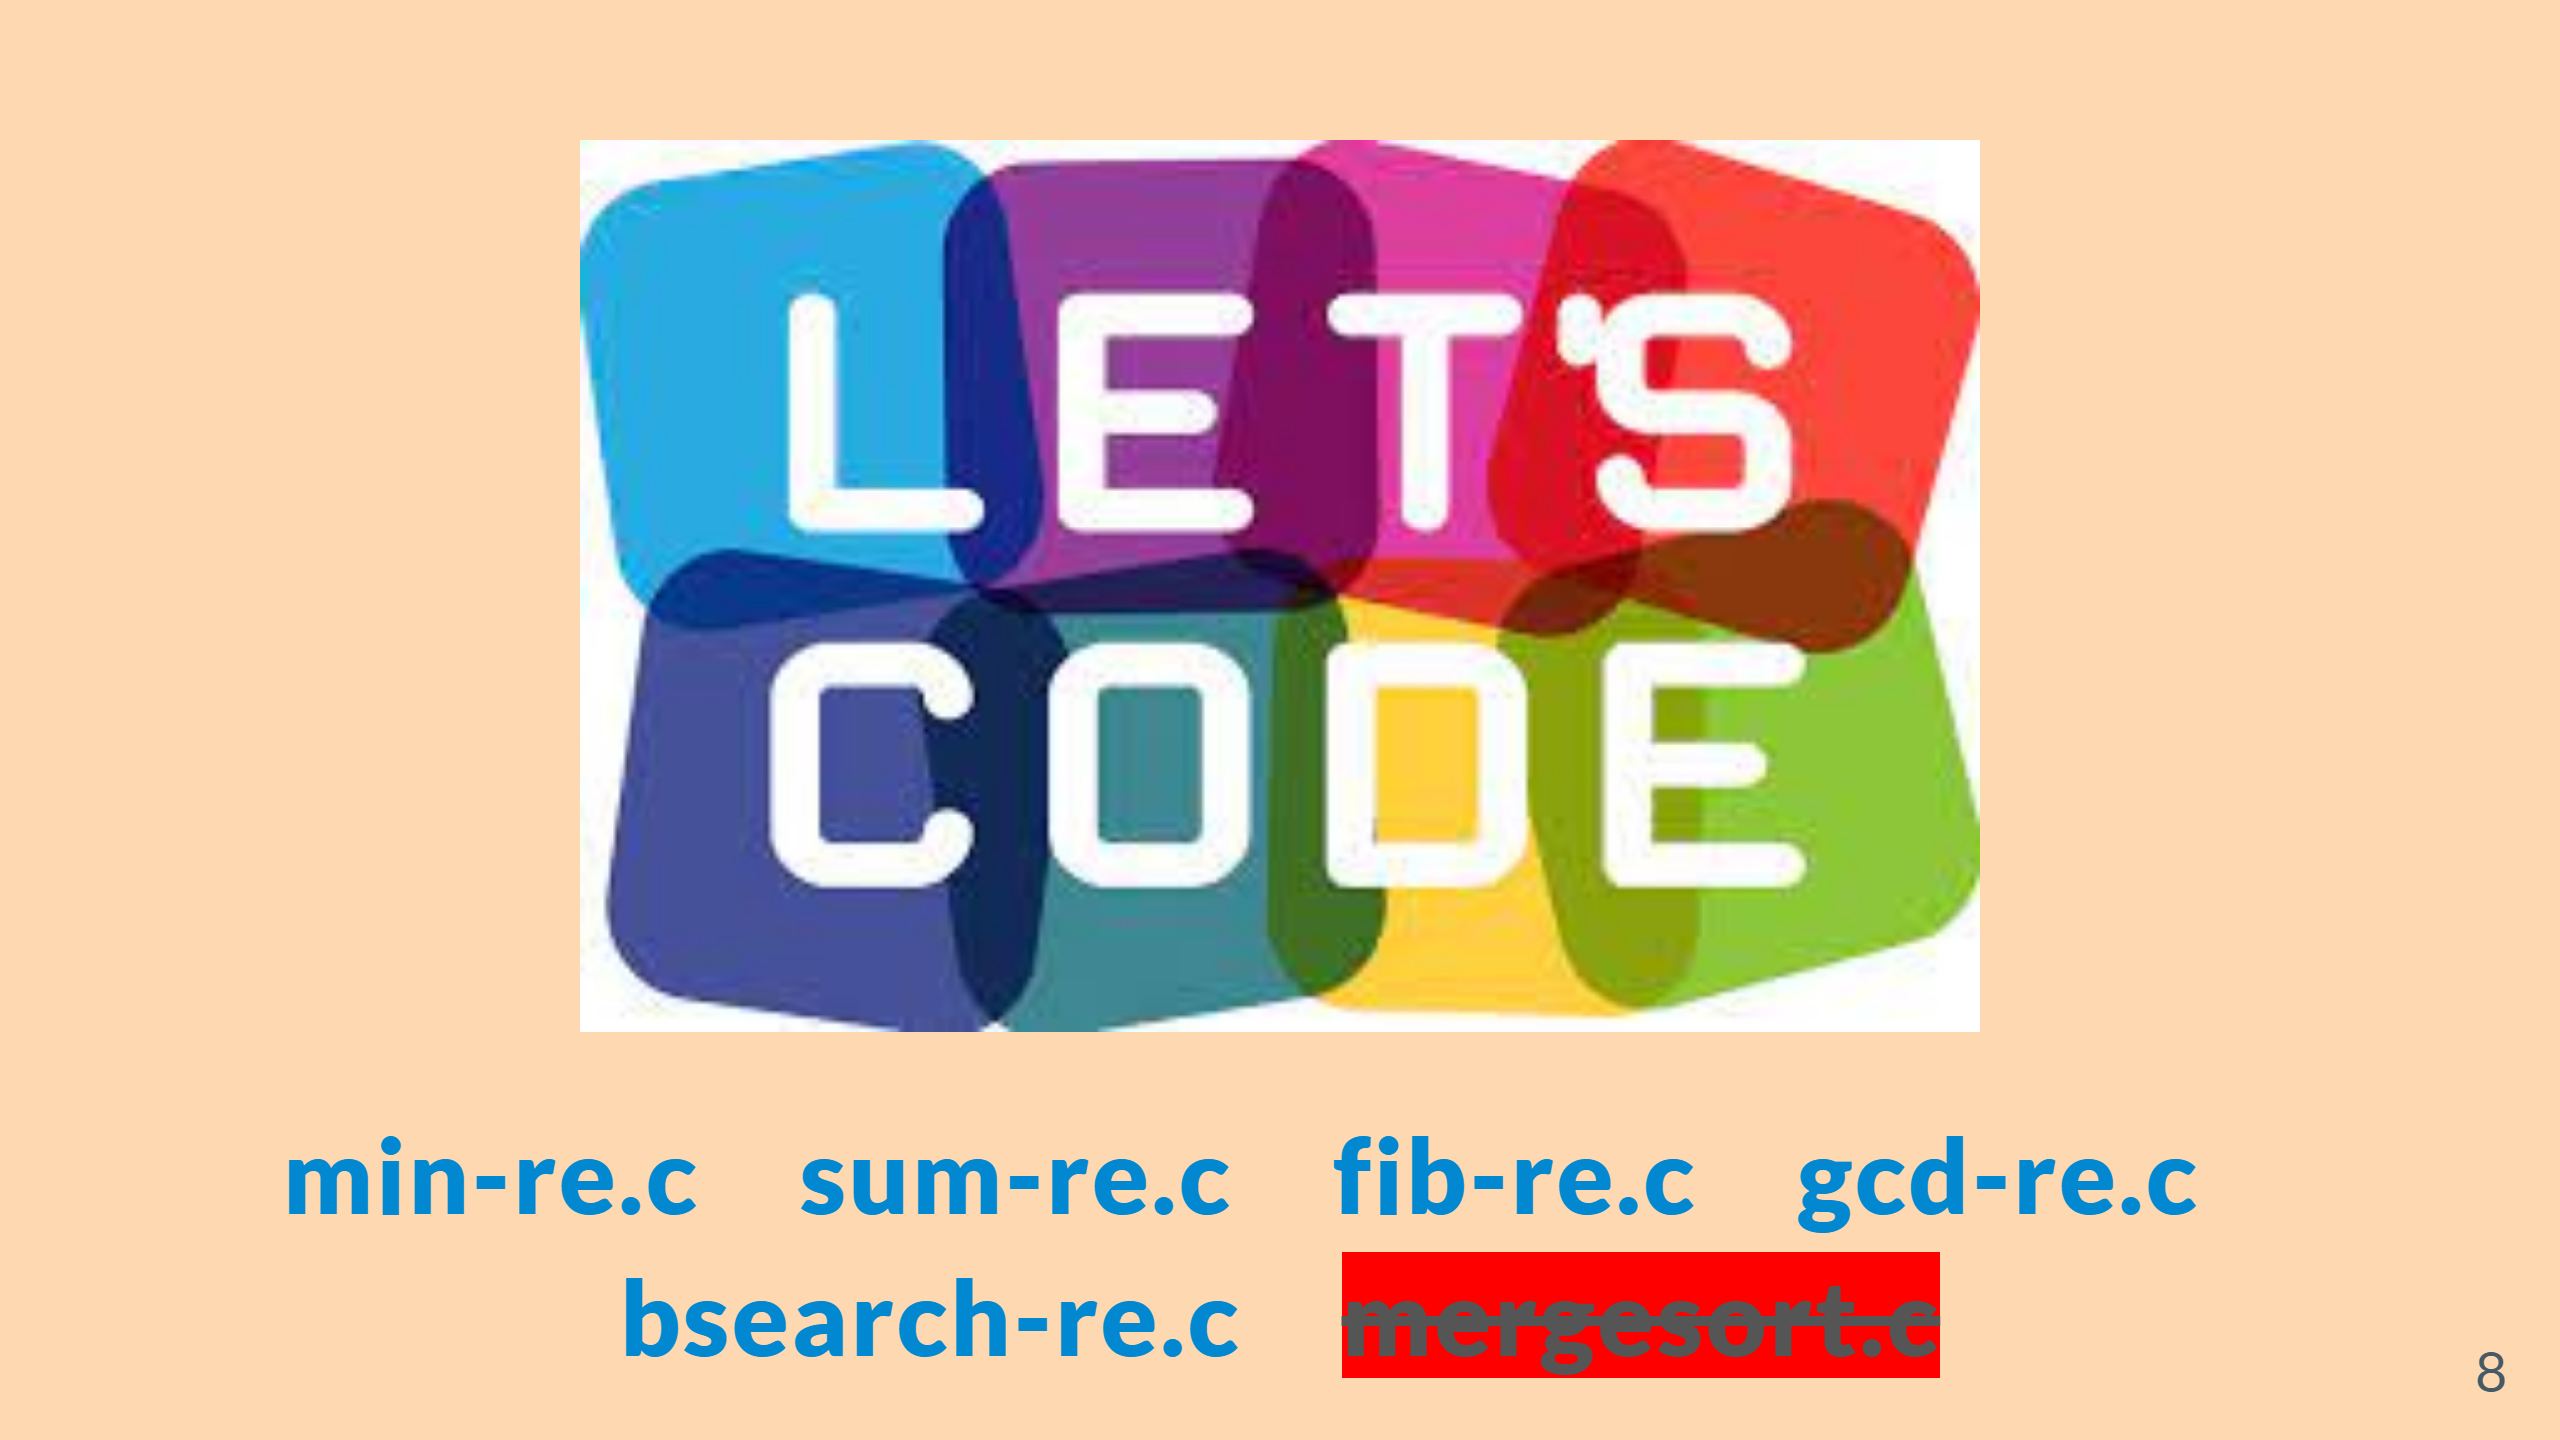 LET'S
CODE
min-re.c sum-re.c fib-re.c gcd-re.c
bsearch-re.c mergesort.c
8